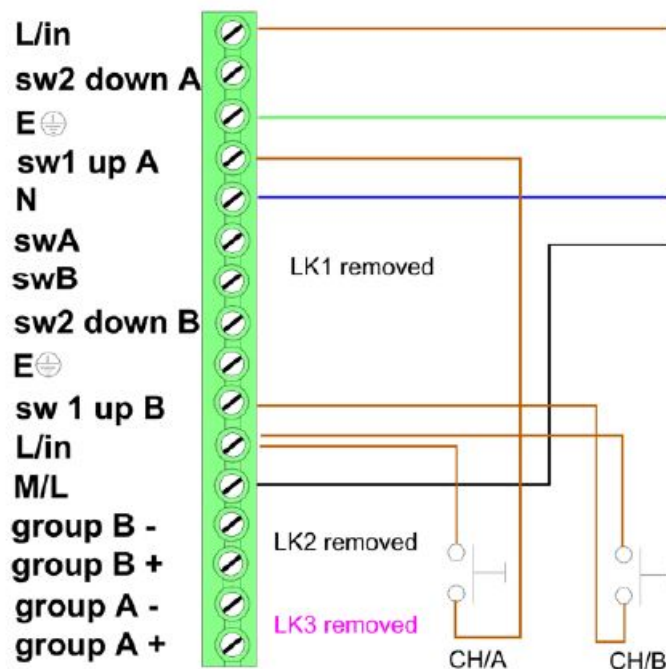 L/in
sw2 down A
E
sw1 up A
N
swA
LK1 removed
swB
sw2 down B
E
sw 1 up B
L/in
M/L
group B -
LK2 removed
group B +
group A -
LK3 removed
group A +
CH/A
CH/B